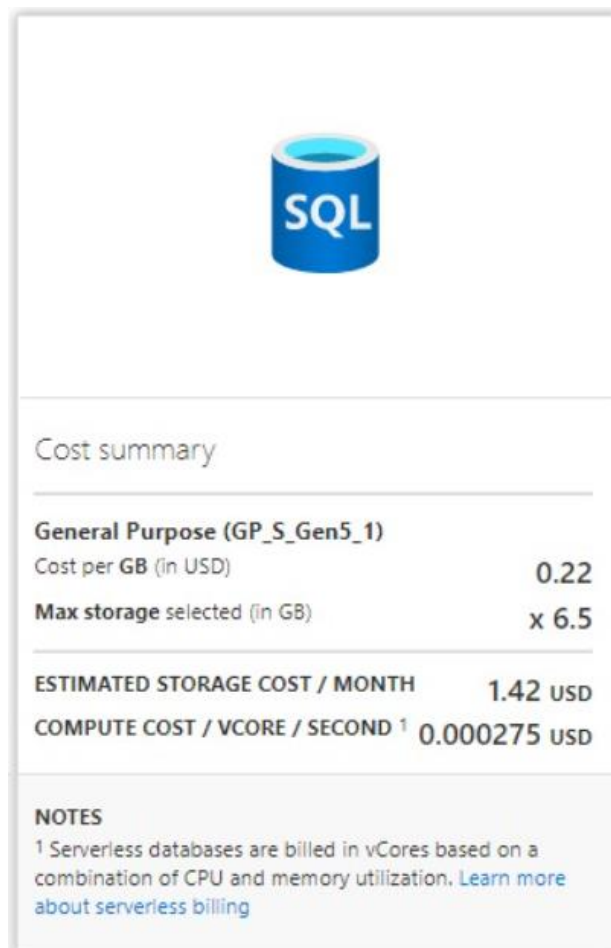 SQL
Cost summary
General Purpose (GP_S_Gen5_1)
Cost per GB (in USD) 0.22
Max storage selected (in GB) x 6.5
ESTIMATED STORAGE COST / MONTH 1.42 USD
COMPUTE COST / VCORE / SECOND ¹ 0.000275 USD
NOTES
¹ Serverless databases are billed in vCores based on a
combination of CPU and memory utilization. Learn more
about serverless billing